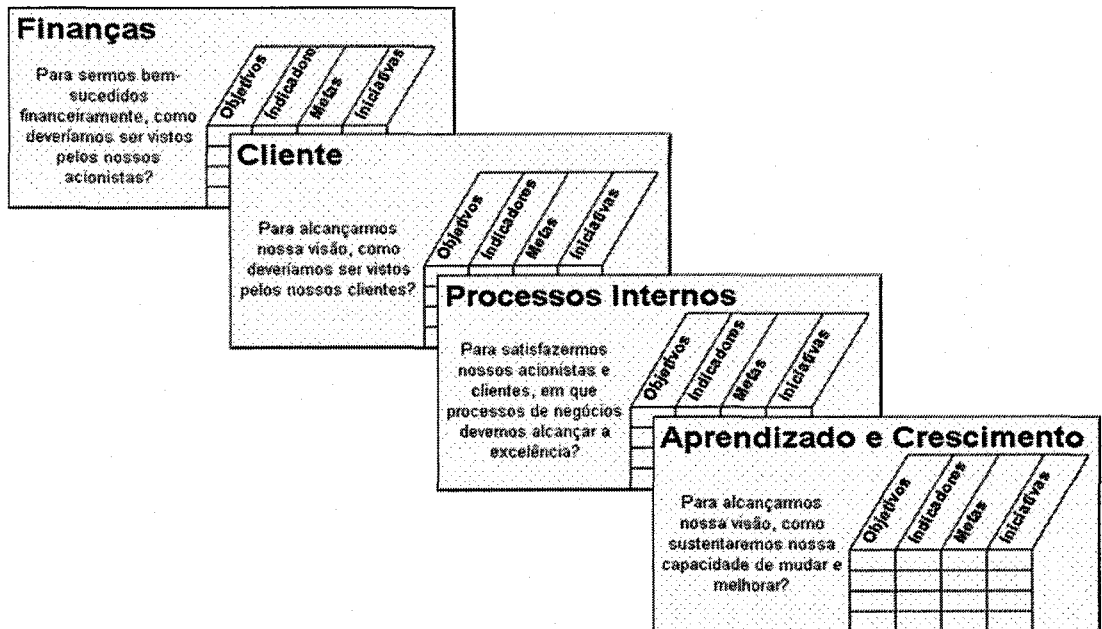 Finanças
Para sermos bem-
sucedidos
financeiramente, como
deveríamos ser vistos
pelos nossos
acionistas?
Objetivos
Indicadores
Metas
Iniciativas
Cliente
Para alcançarmos
nossa visão, como
deveríamos ser vistos
pelos nossos clientes?
Objetivos
Indicadores
Metas
Iniciativas
Processos Internos
Para satisfazermos
nossos acionistas e
clientes, em que
processos de negócios
devemos alcançar a
excelência?
Objetivos
Indicadores
Metas
Iniciativas
Aprendizado e Crescimento
Para alcançarmos
nossa visão, como
sustentaremos nossa
capacidade de mudar e
melhorar?
Objetivos
Indicadores
Metas
Iniciativas